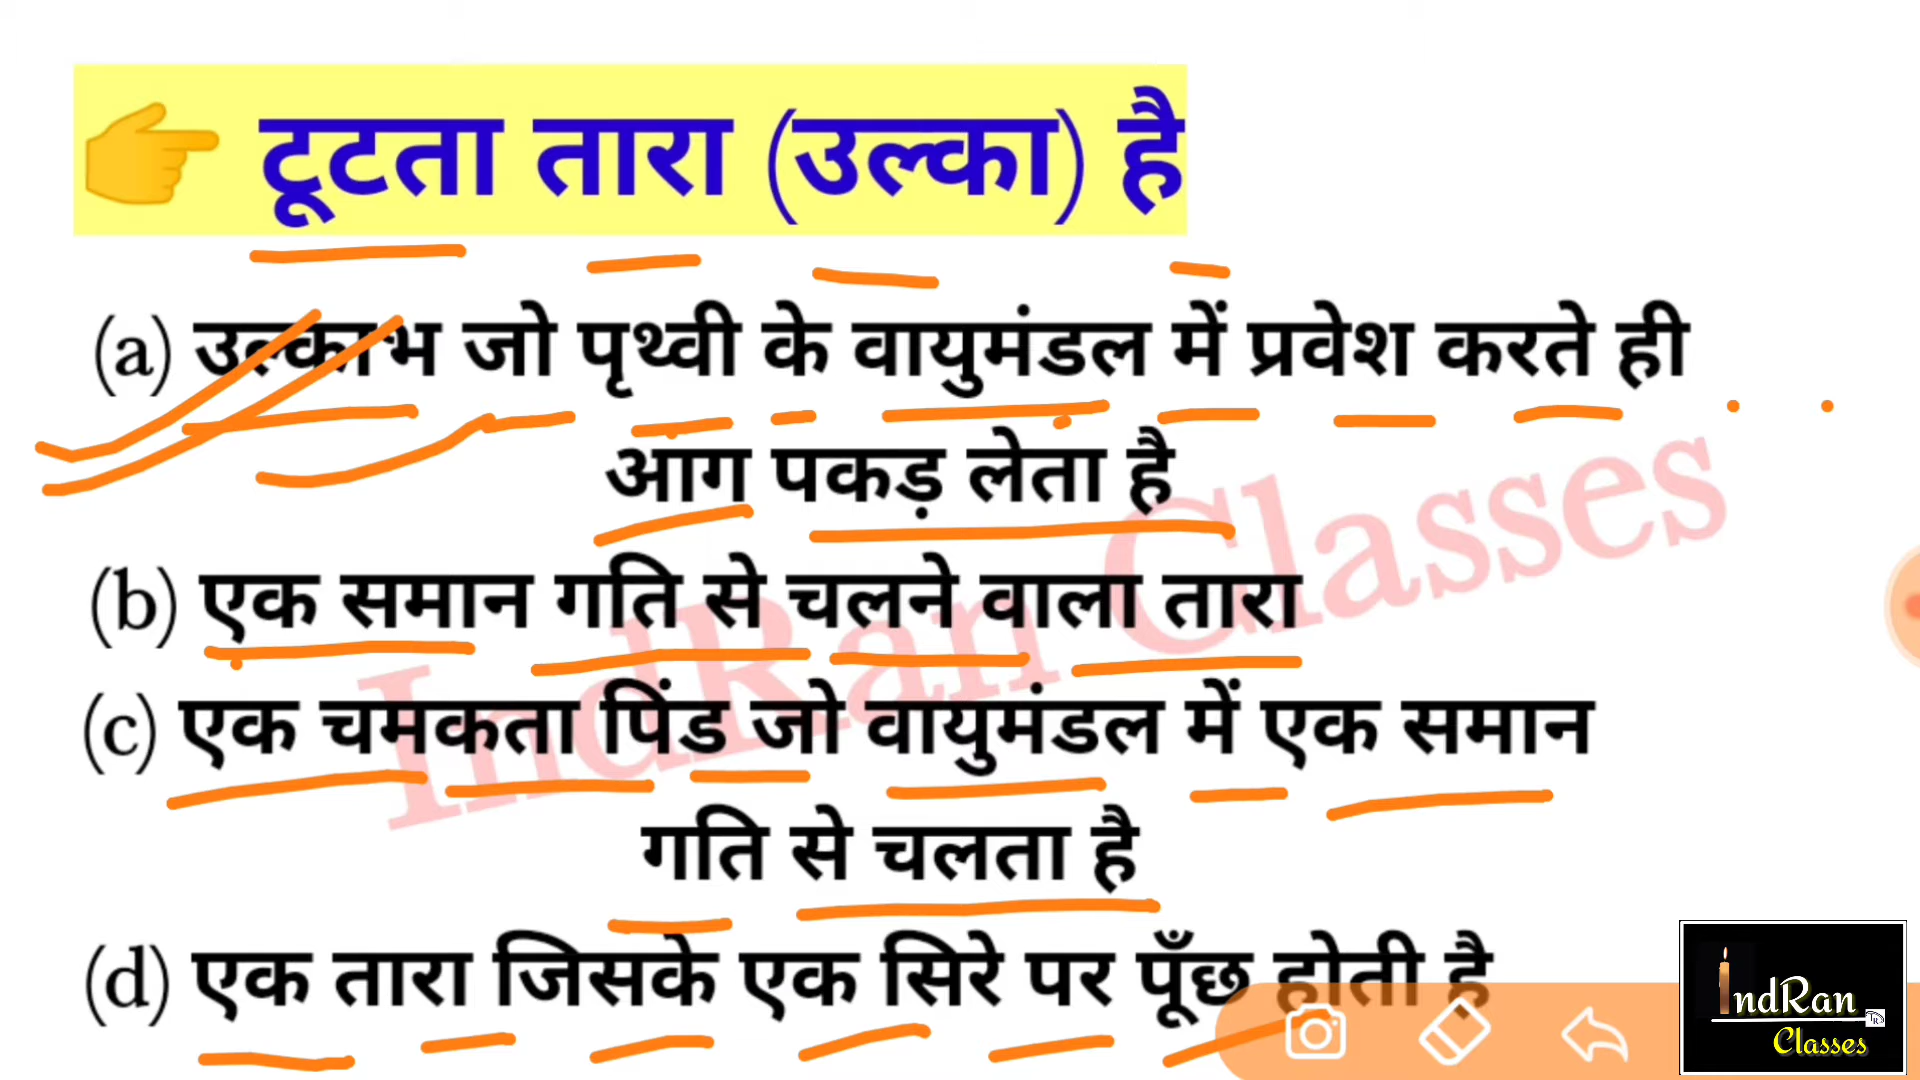 👉 टूटता तारा (उल्का) है
(a) उल्काभ जो पृथ्वी के वायुमंडल में प्रवेश करते ही
आग पकड़ लेता है
(b) एक समान गति से चलने वाला तारा
(c) एक चमकता पिंड जो वायुमंडल में एक समान
गति से चलता है
(d) एक तारा जिसके एक सिरे पर पूँछ होती है
IndRan Classes
IndRan
Classes